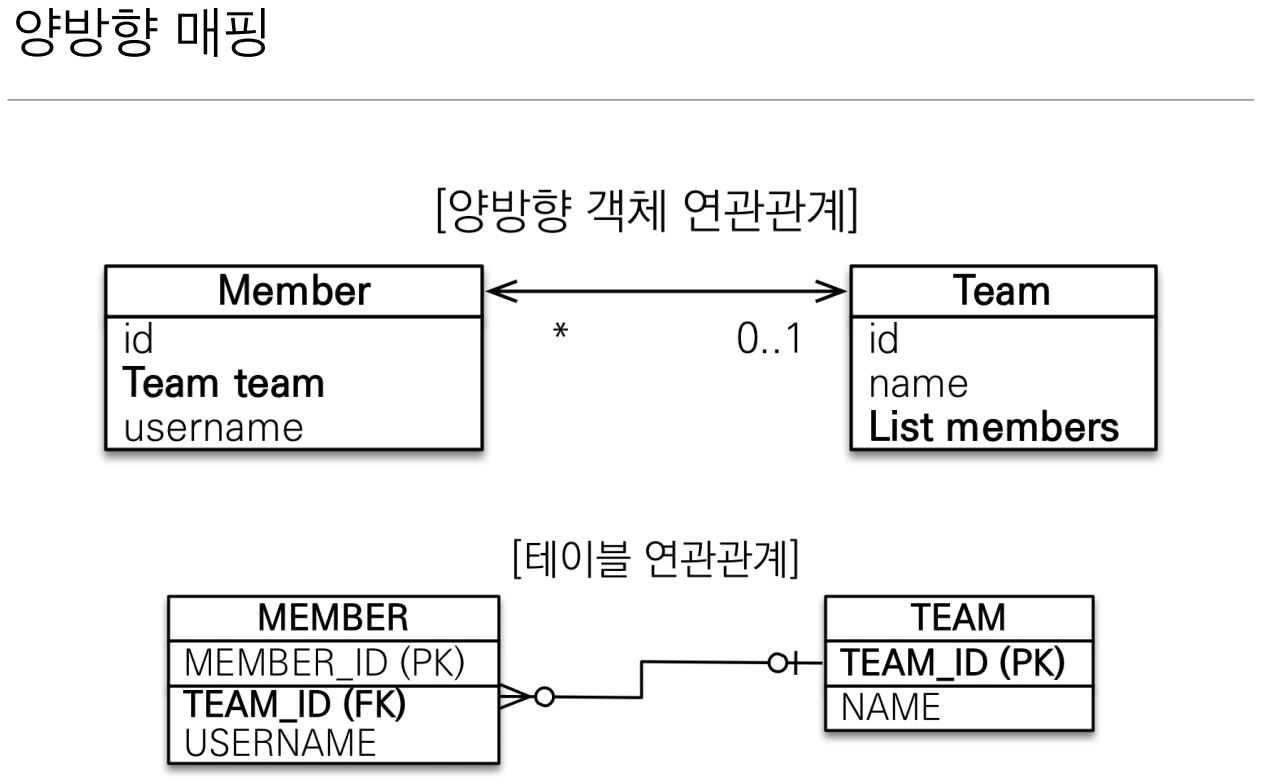 양방향 매핑
[양방향 객체 연관관계]
Member
id
Team team
username
*
0..1
Team
id
name
List members
[테이블 연관관계]
MEMBER
MEMBER_ID (PK)
TEAM_ID (FK)
USERNAME
TEAM
TEAM_ID (PK)
NAME